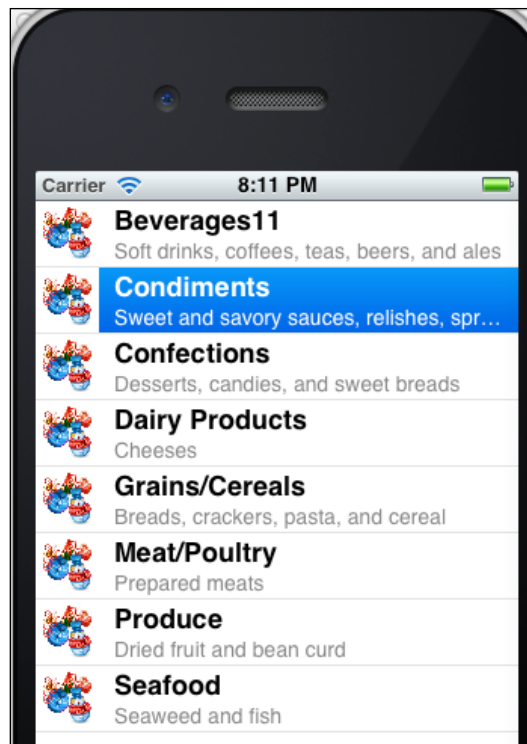 Carrier 8:11 PM
Beverages11
Soft drinks, coffees, teas, beers, and ales
Condiments
Sweet and savory sauces, relishes, spr...
Confections
Desserts, candies, and sweet breads
Dairy Products
Cheeses
Grains/Cereals
Breads, crackers, pasta, and cereal
Meat/Poultry
Prepared meats
Produce
Dried fruit and bean curd
Seafood
Seaweed and fish